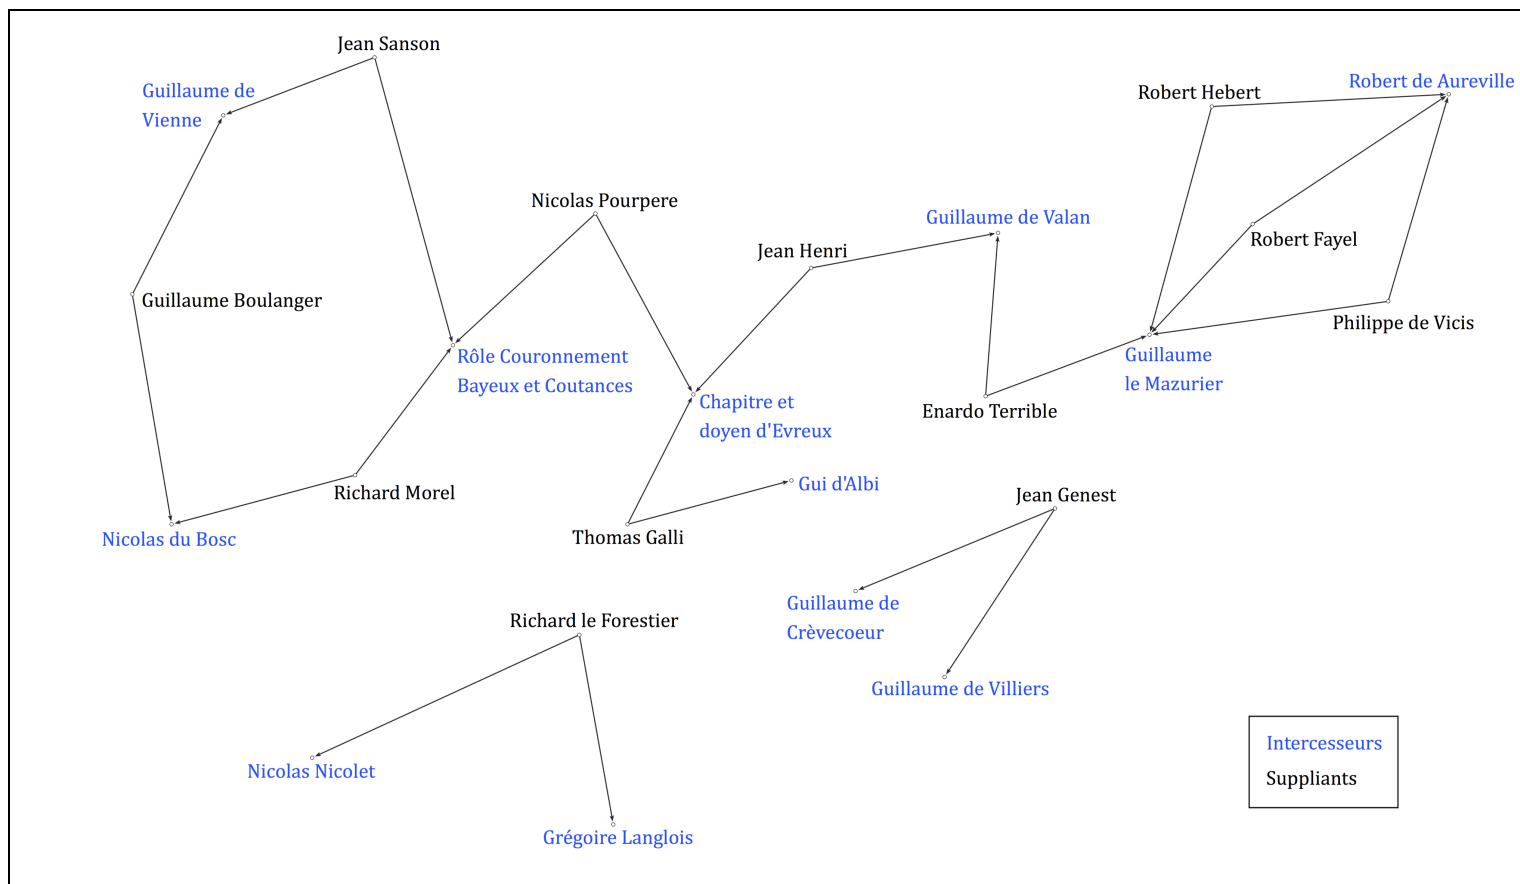 Jean Sanson
Guillaume de
Vienne
Robert Hebert
Robert de Aureville
Nicolas Pourpere
Guillaume de Valan
Jean Henri
Robert Fayel
Guillaume Boulanger
Philippe de Vicis
Rôle Couronnement
Bayeux et Coutances
Guillaume
le Mazurier
Chapitre et
doyen d'Evreux
Enardo Terrible
Richard Morel
Gui d'Albi
Jean Genest
Nicolas du Bosc
Thomas Galli
Guillaume de
Crèvecoeur
Richard le Forestier
Guillaume de Villiers
Nicolas Nicolet
Grégoire Langlois
Intercesseurs
Suppliants